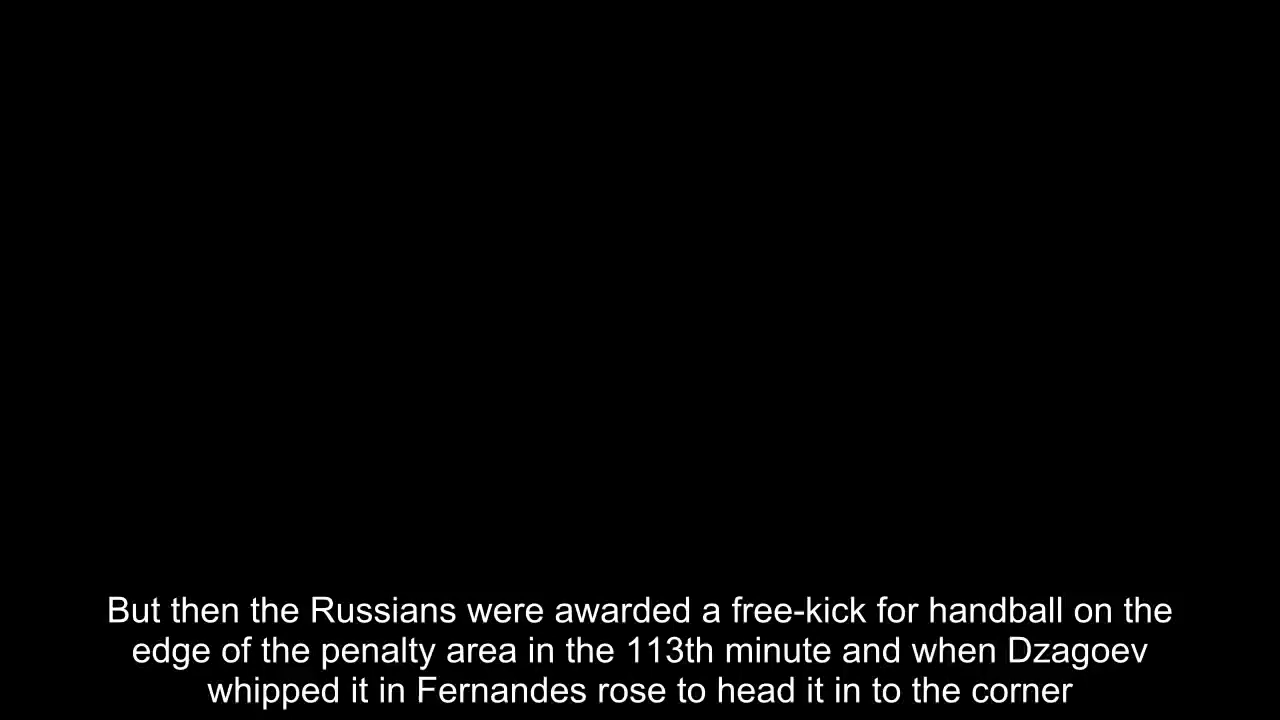 But then the Russians were awarded a free-kick for handball on the
edge of the penalty area in the 113th minute and when Dzagoev
whipped it in Fernandes rose to head it in to the corner